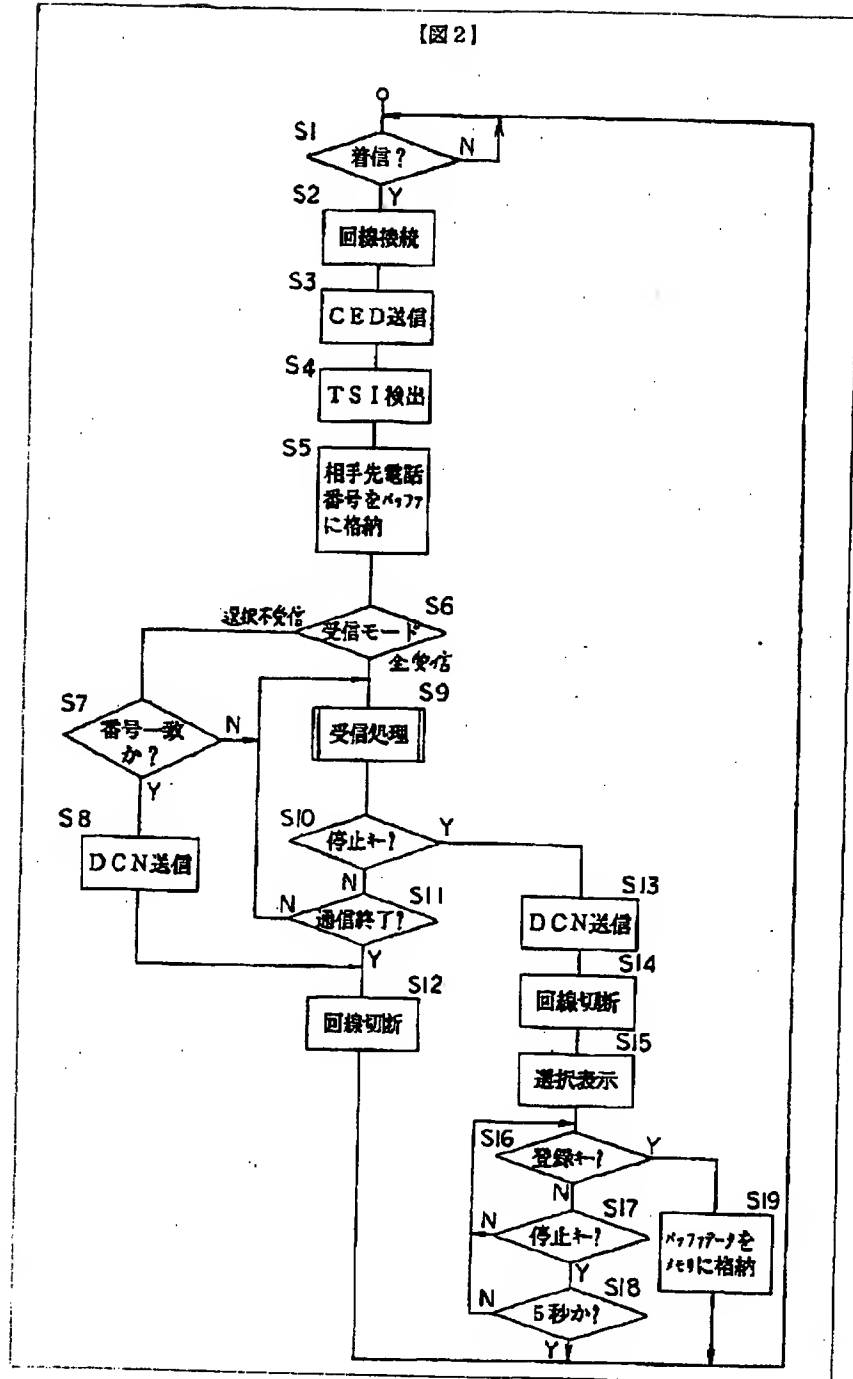 【図2】
S1
着信?
N
Y
S2
回線接続
S3
CED送信
S4
TSI検出
S5
相手先電話
番号をバッファ
に格納
S6
選択不受信
受信モード
全受信
S7
番号一致
か?
N
Y
S8
DCN送信
S9
受信処理
S10
停止キー?
Y
N
S11
通信終了?
N
Y
S12
回線切断
S13
DCN送信
S14
回線切断
S15
選択表示
S16
登録キー?
Y
N
S17
停止キー?
N
Y
S18
5秒か?
N
Y
S19
バッファデータを
メモリに格納